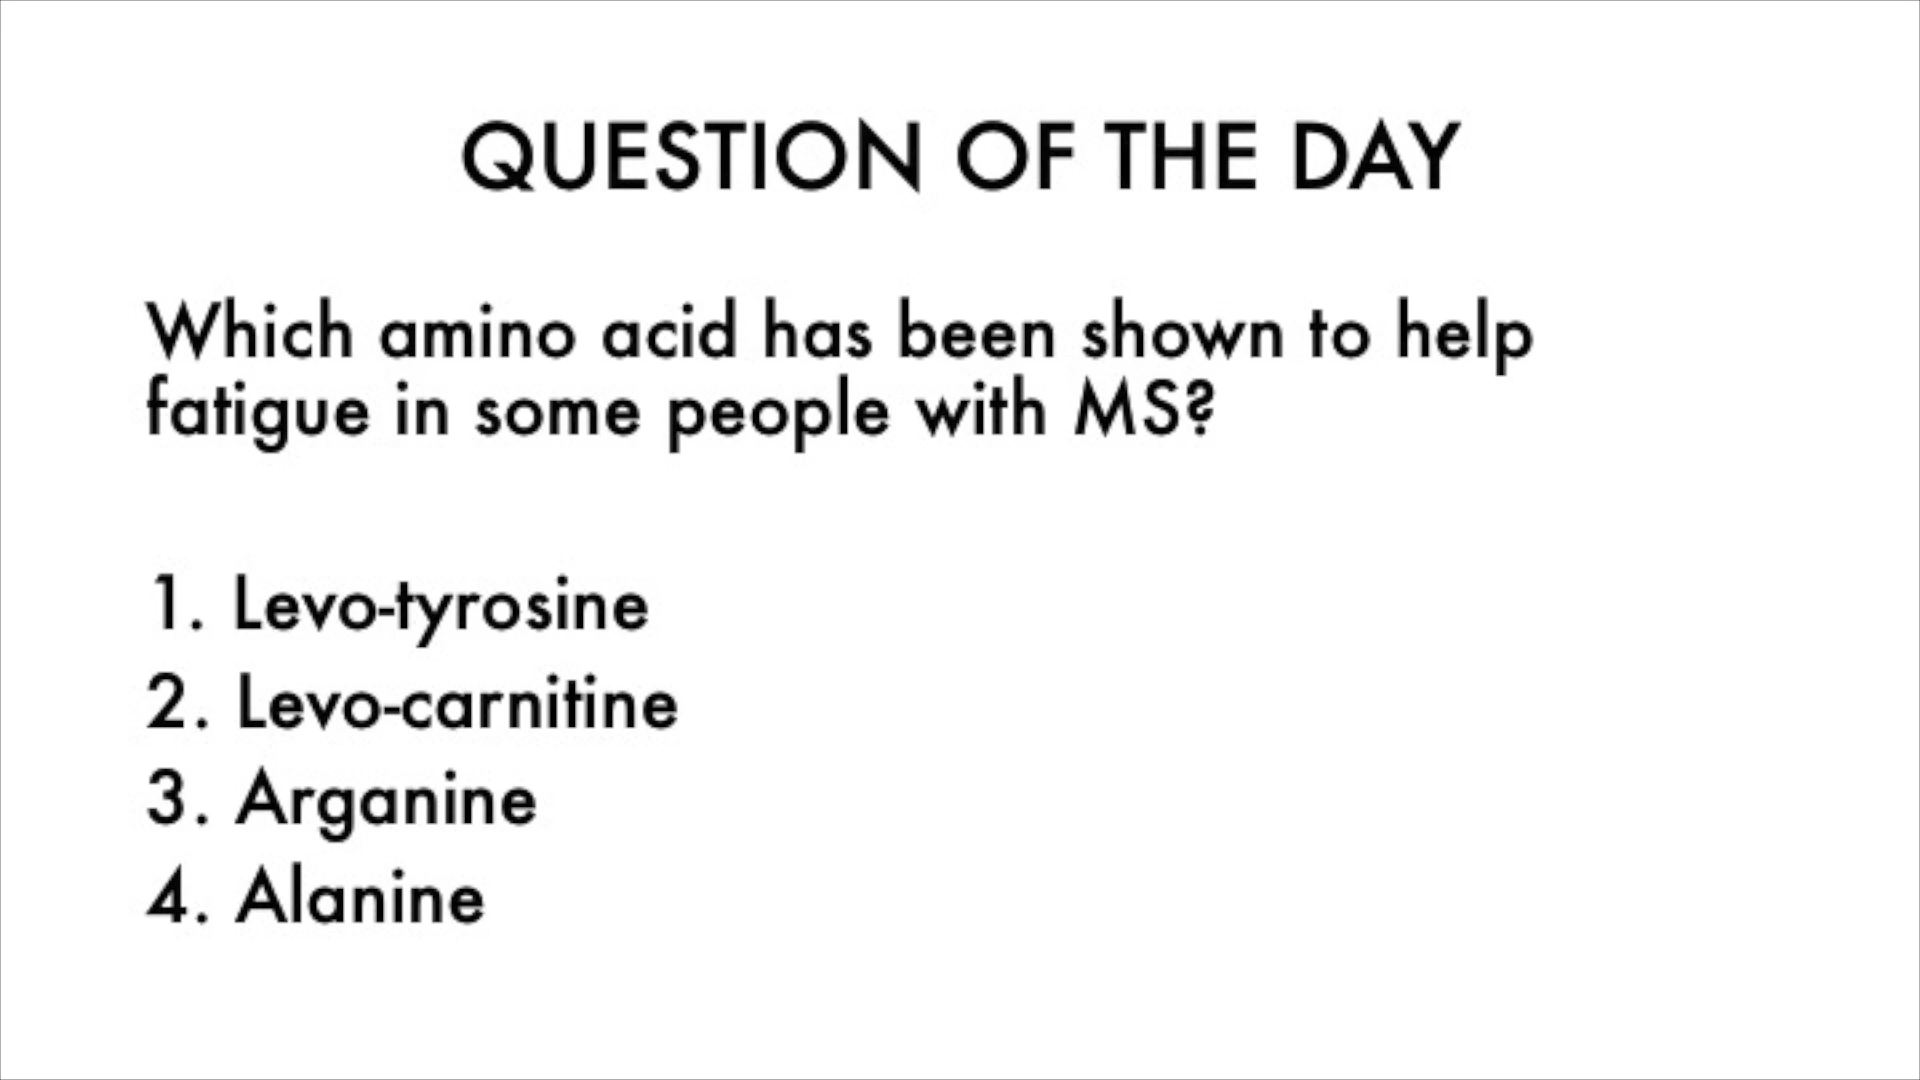 QUESTION OF THE DAY
Which amino acid has been shown to help
fatigue in some people with MS?
1. Levo-tyrosine
2. Levo-carnitine
3. Arganine
4. Alanine